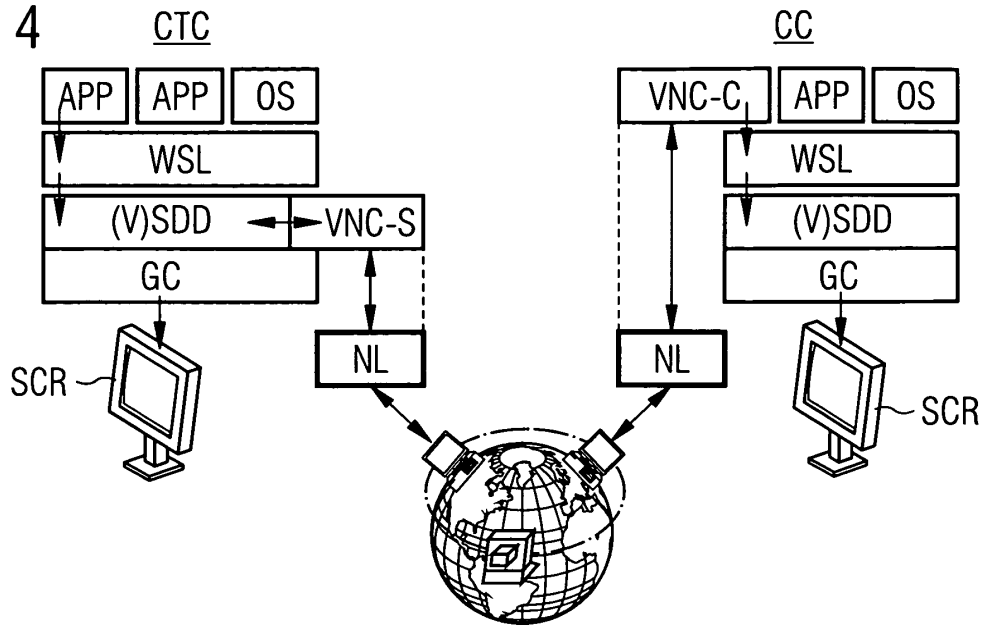 4
CTC CC
APP APP OS VNC-C APP OS
WSL WSL
(V)SDD VNC-S (V)SDD
GC GC
NL NL
SCR SCR